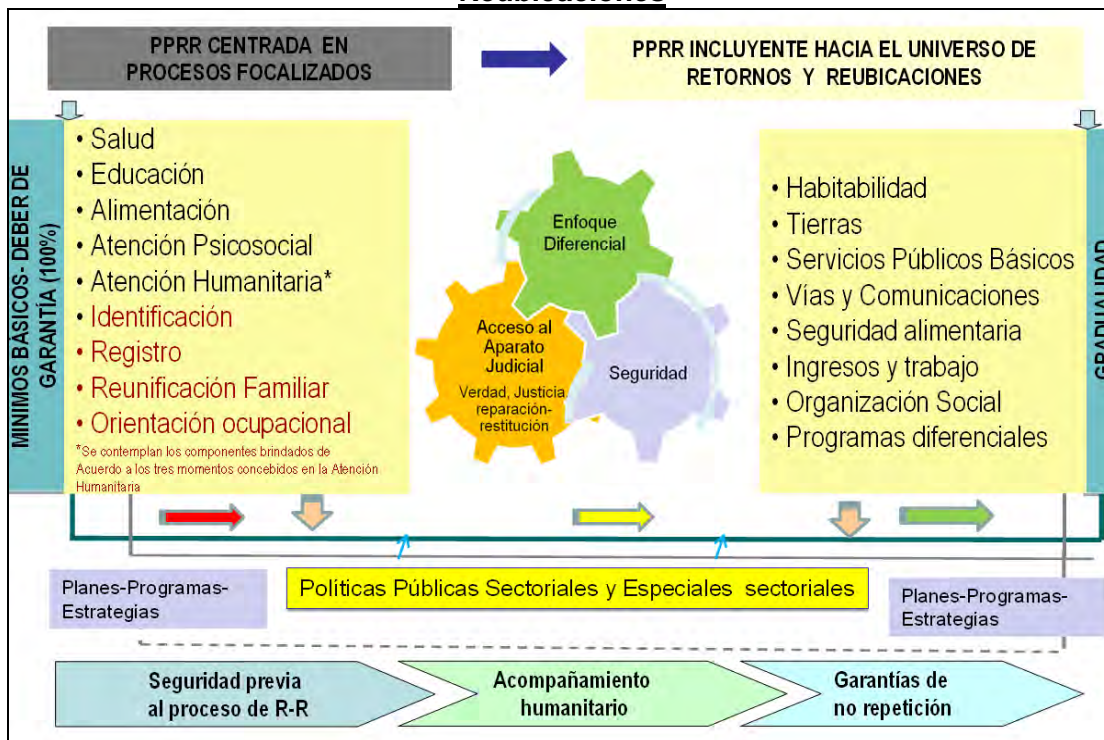 Reubicaciones
PPRR CENTRADA EN
PROCESOS FOCALIZADOS
PPRR INCLUYENTE HACIA EL UNIVERSO DE
RETORNOS Y REUBICACIONES
MINIMOS BÀSICOS- DEBER DE
GARANTÍA (100%)
• Salud
• Educación
• Alimentación
• Atención Psicosocial
• Atención Humanitaria*
• Identificación
• Registro
• Reunificación Familiar
• Orientación ocupacional
*Se contemplan los componentes brindados de
Acuerdo a los tres momentos concebidos en la Atención
Humanitaria
Enfoque
Diferencial
Acceso al
Aparato
Judicial
Verdad, Justicia
reparación-
restitución
Seguridad
• Habitabilidad
• Tierras
• Servicios Públicos Básicos
• Vías y Comunicaciones
• Seguridad alimentaria
• Ingresos y trabajo
• Organización Social
• Programas diferenciales
GRADUALIDAD
Planes-Programas-
Estrategias
Políticas Públicas Sectoriales y Especiales sectoriales
Planes-Programas-
Estrategias
Seguridad previa
al proceso de R-R
Acompañamiento
humanitario
Garantías de
no repetición